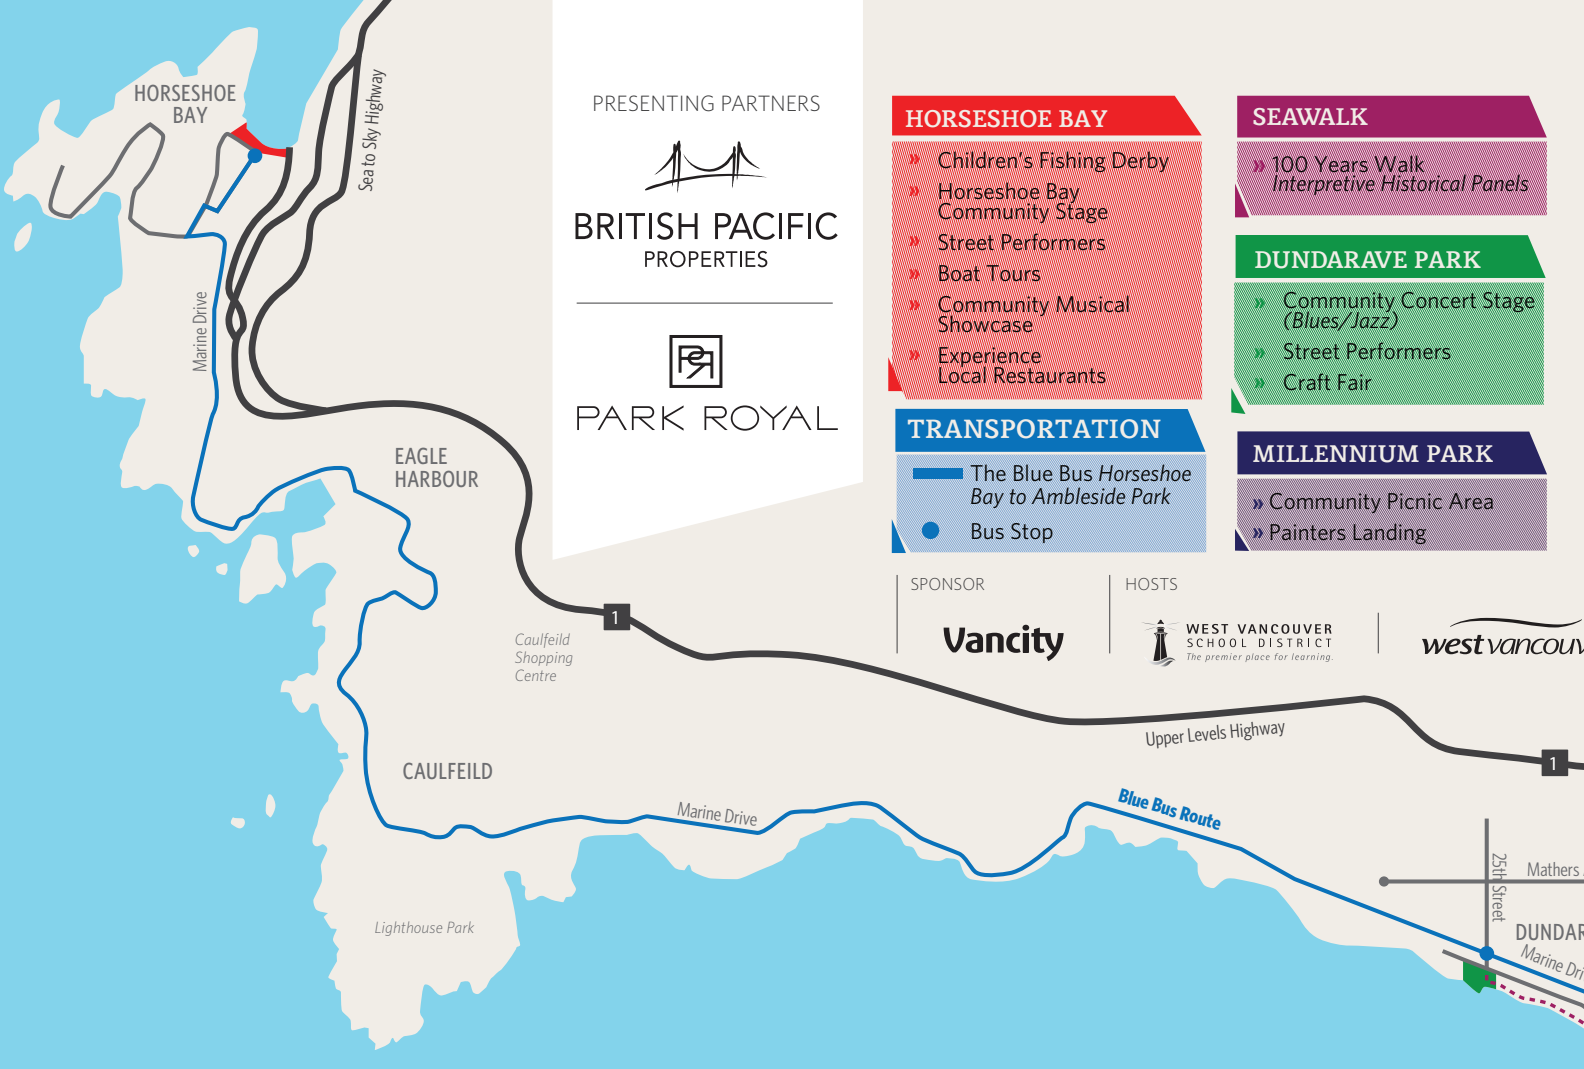 HORSESHOE
BAY
Sea to Sky Highway
Marine Drive
EAGLE
HARBOUR
Caulfeild
Shopping
Centre
CAULFEILD
Lighthouse Park
Marine Drive
1
Upper Levels Highway
Blue Bus Route
1
25th Street
Mathers
DUNDAR
Marine Dri
PRESENTING PARTNERS
BRITISH PACIFIC
PROPERTIES
PR
PARK ROYAL
HORSESHOE BAY
» Children's Fishing Derby
» Horseshoe Bay
Community Stage
» Street Performers
» Boat Tours
» Community Musical
Showcase
» Experience
Local Restaurants
TRANSPORTATION
The Blue Bus Horseshoe
Bay to Ambleside Park
Bus Stop
SEAWALK
» 100 Years Walk
Interpretive Historical Panels
DUNDARAVE PARK
» Community Concert Stage
(Blues/Jazz)
» Street Performers
» Craft Fair
MILLENNIUM PARK
» Community Picnic Area
» Painters Landing
SPONSOR
Vancity
HOSTS
WEST VANCOUVER
SCHOOL DISTRICT
The premier place for learning.
westvancouv